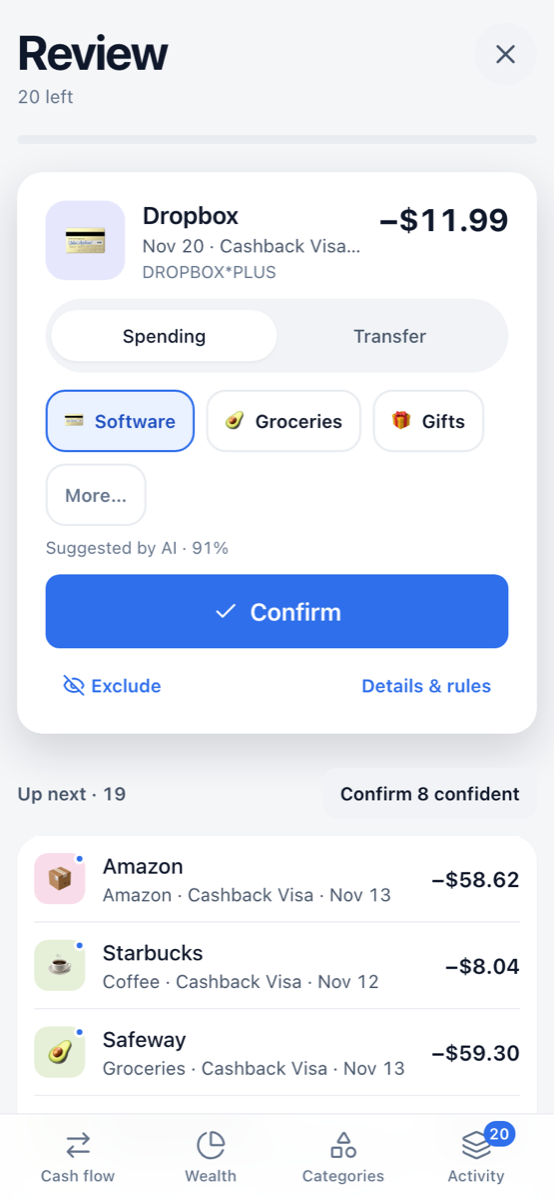 Review
20 left
Dropbox
−$11.99
Nov 20 · Cashback Visa...
DROPBOX*PLUS
Spending
Transfer
Software
Groceries
Gifts
More...
Suggested by AI · 91%
Confirm
Exclude
Details & rules
Up next · 19
Confirm 8 confident
Amazon
−$58.62
Amazon · Cashback Visa · Nov 13
Starbucks
−$8.04
Coffee · Cashback Visa · Nov 12
Safeway
−$59.30
Groceries · Cashback Visa · Nov 13
20
Cash flow
Wealth
Categories
Activity